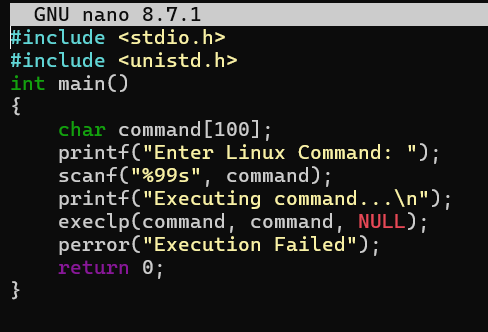 GNU nano 8.7.1
#include <stdio.h>
#include <unistd.h>
int main()
{
    char command[100];
    printf("Enter Linux Command: ");
    scanf("%99s", command);
    printf("Executing command...\n");
    execlp(command, command, NULL);
    perror("Execution Failed");
    return 0;
}